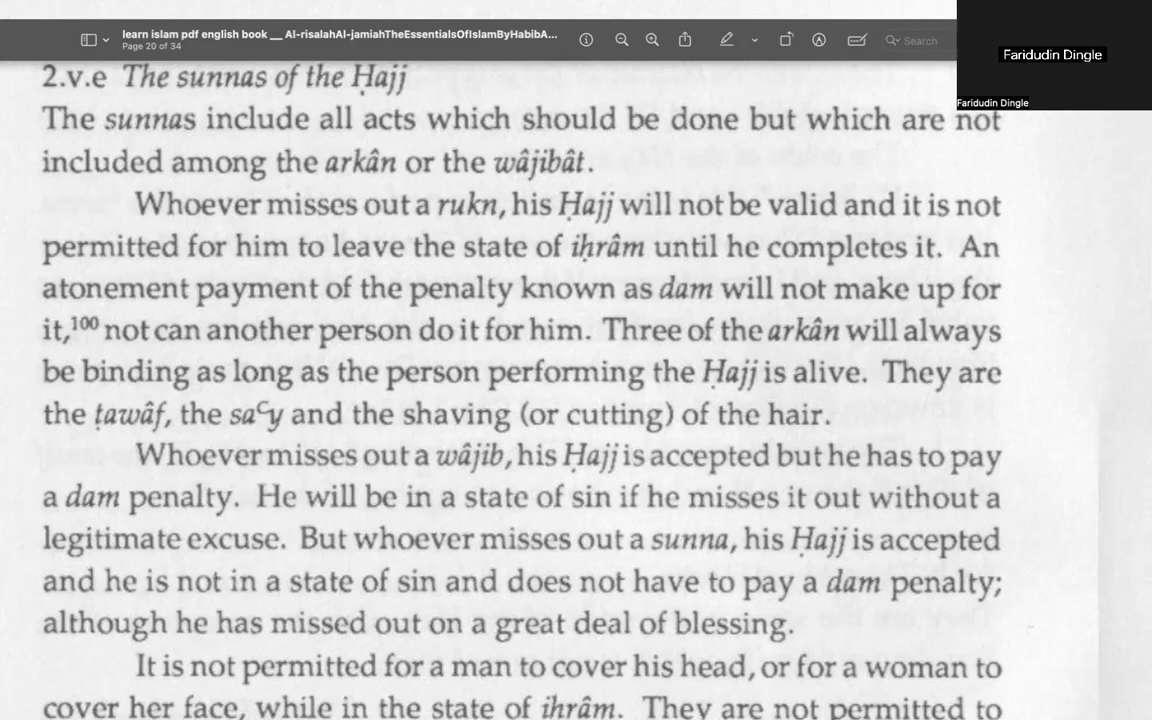 learn islam pdf english book __ Al-risalahAl-jamiahTheEssentialsOfIslamByHabibA...
Page 20 of 34
Search
Faridudin Dingle
Faridudin Dingle
2.v.e The sunnas of the Ḥajj
The sunnas include all acts which should be done but which are not
included among the arkân or the wâjibât.
Whoever misses out a rukn, his Ḥajj will not be valid and it is not
permitted for him to leave the state of iḥrâm until he completes it. An
atonement payment of the penalty known as dam will not make up for
it,¹⁰⁰ not can another person do it for him. Three of the arkân will always
be binding as long as the person performing the Ḥajj is alive. They are
the ṭawâf, the saᶜy and the shaving (or cutting) of the hair.
Whoever misses out a wâjib, his Ḥajj is accepted but he has to pay
a dam penalty. He will be in a state of sin if he misses it out without a
legitimate excuse. But whoever misses out a sunna, his Ḥajj is accepted
and he is not in a state of sin and does not have to pay a dam penalty;
although he has missed out on a great deal of blessing.
It is not permitted for a man to cover his head, or for a woman to
cover her face, while in the state of iḥrâm. They are not permitted to